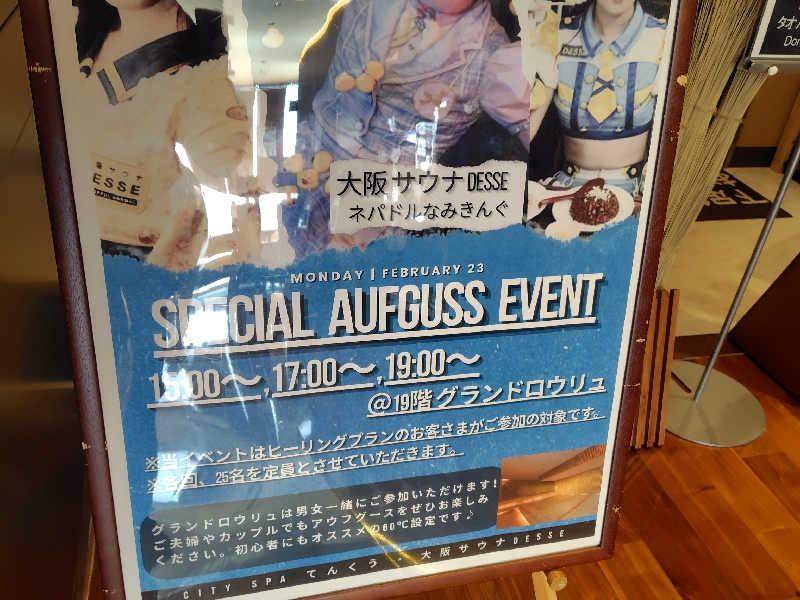 タオ
Don
DES
ESSE
大阪 サウナ DESSE
ネパドルなみきんぐ
MONDAY | FEBRUARY 23
SPECIAL AUFGUSS EVENT
15:00～,17:00～,19:00～
@19階 グランドロウリュ
※当イベントはヒーリングプランのお客さまがご参加の対象です。
※各回、25名を定員とさせていただきます。
グランドロウリュは男女一緒にご参加いただけます!
ご夫婦やカップルでもアウフグースをぜひお楽しみ
ください。初心者にもオススメの60℃設定です♪
CITY SPA てんくう · 大阪サウナDESSE